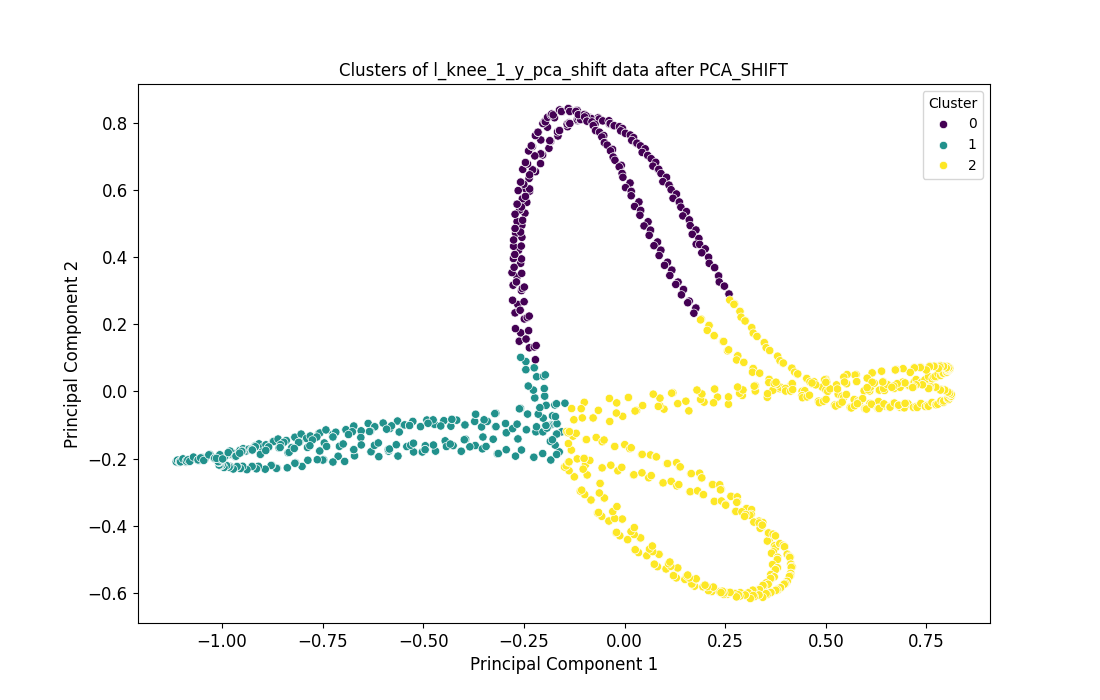 Clusters of l_knee_1_y_pca_shift data after PCA_SHIFT
Cluster
0
1
2
Principal Component 2
0.8
0.6
0.4
0.2
0.0
−0.2
−0.4
−0.6
−1.00 −0.75 −0.50 −0.25 0.00 0.25 0.50 0.75
Principal Component 1